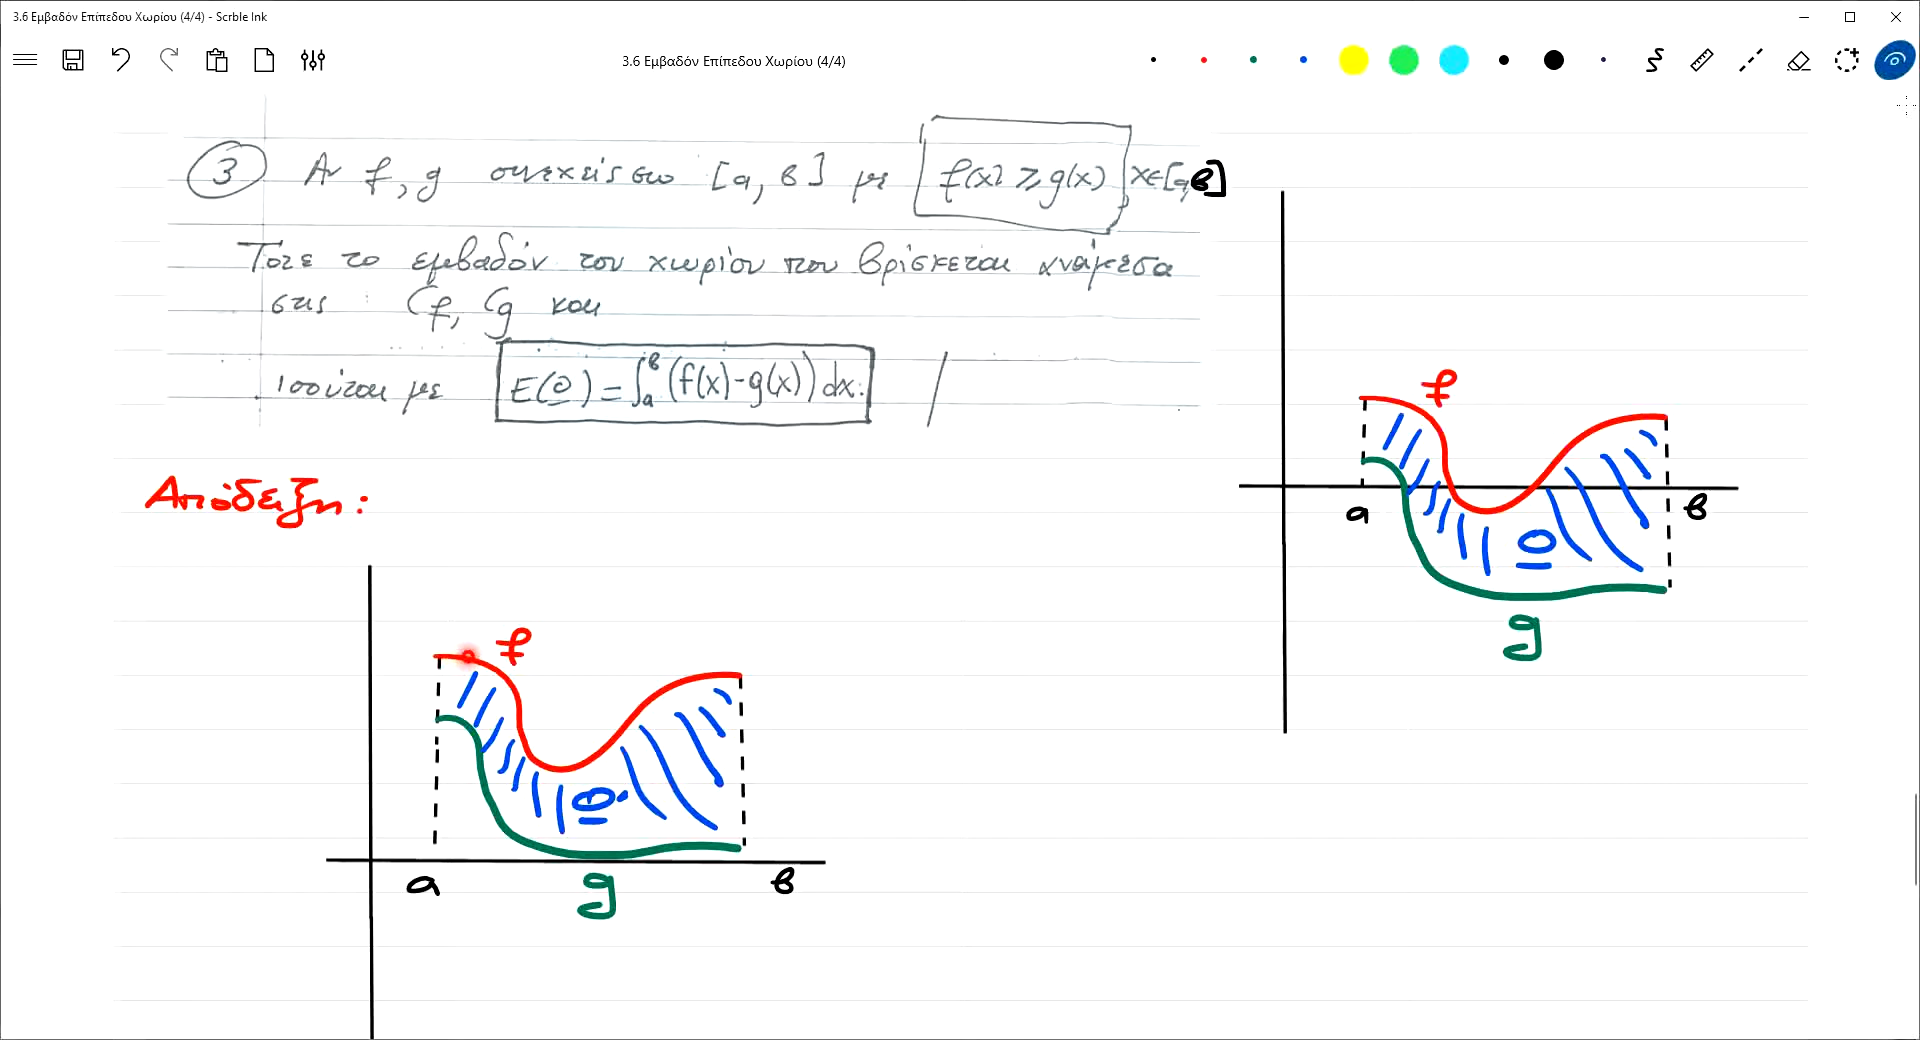 3.6 Εμβαδόν Επίπεδου Χωρίου (4/4) - Scrble Ink
3.6 Εμβαδόν Επίπεδου Χωρίου (4/4)
③ Αν f, g συνεχείς στο [α, β] με f(x) ≥ g(x) x∈[α,β]
Τότε το εμβαδόν του χωρίου που βρίσκεται ανάμεσα
στις Cf, Cg και
ισούται με E(Ω) = ∫αβ (f(x)-g(x)) dx.
Απόδειξη:
f
α
Ω
β
g
f
Ω
α
β
g